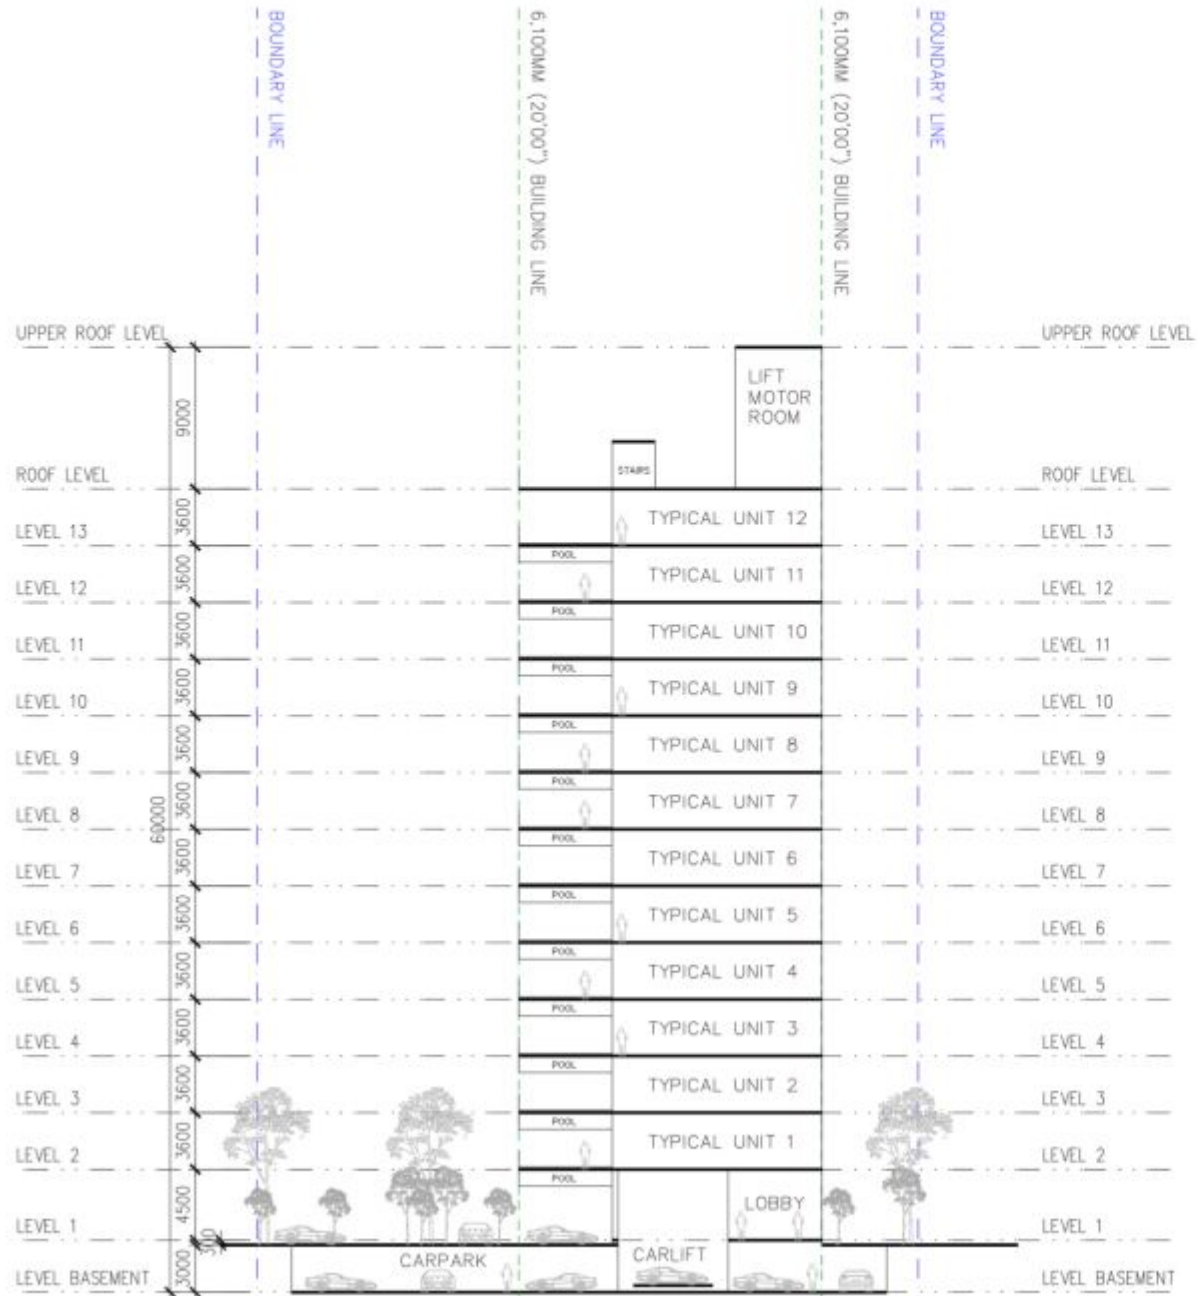 BOUNDARY LINE
6,100MM (20'00") BUILDING LINE
6,100MM (20'00") BUILDING LINE
BOUNDARY LINE
UPPER ROOF LEVEL
UPPER ROOF LEVEL
LIFT
MOTOR
ROOM
9000
STAIRS
ROOF LEVEL
ROOF LEVEL
3600
TYPICAL UNIT 12
LEVEL 13
LEVEL 13
POOL
3600
TYPICAL UNIT 11
LEVEL 12
LEVEL 12
POOL
3600
TYPICAL UNIT 10
LEVEL 11
LEVEL 11
POOL
3600
TYPICAL UNIT 9
LEVEL 10
LEVEL 10
POOL
3600
TYPICAL UNIT 8
LEVEL 9
LEVEL 9
POOL
3600
TYPICAL UNIT 7
LEVEL 8
LEVEL 8
60000
POOL
3600
TYPICAL UNIT 6
LEVEL 7
LEVEL 7
POOL
3600
TYPICAL UNIT 5
LEVEL 6
LEVEL 6
POOL
3600
TYPICAL UNIT 4
LEVEL 5
LEVEL 5
POOL
3600
TYPICAL UNIT 3
LEVEL 4
LEVEL 4
POOL
3600
TYPICAL UNIT 2
LEVEL 3
LEVEL 3
POOL
3600
TYPICAL UNIT 1
LEVEL 2
LEVEL 2
POOL
4500
LOBBY
LEVEL 1
LEVEL 1
300
CARPARK
CARLIFT
3000
LEVEL BASEMENT
LEVEL BASEMENT